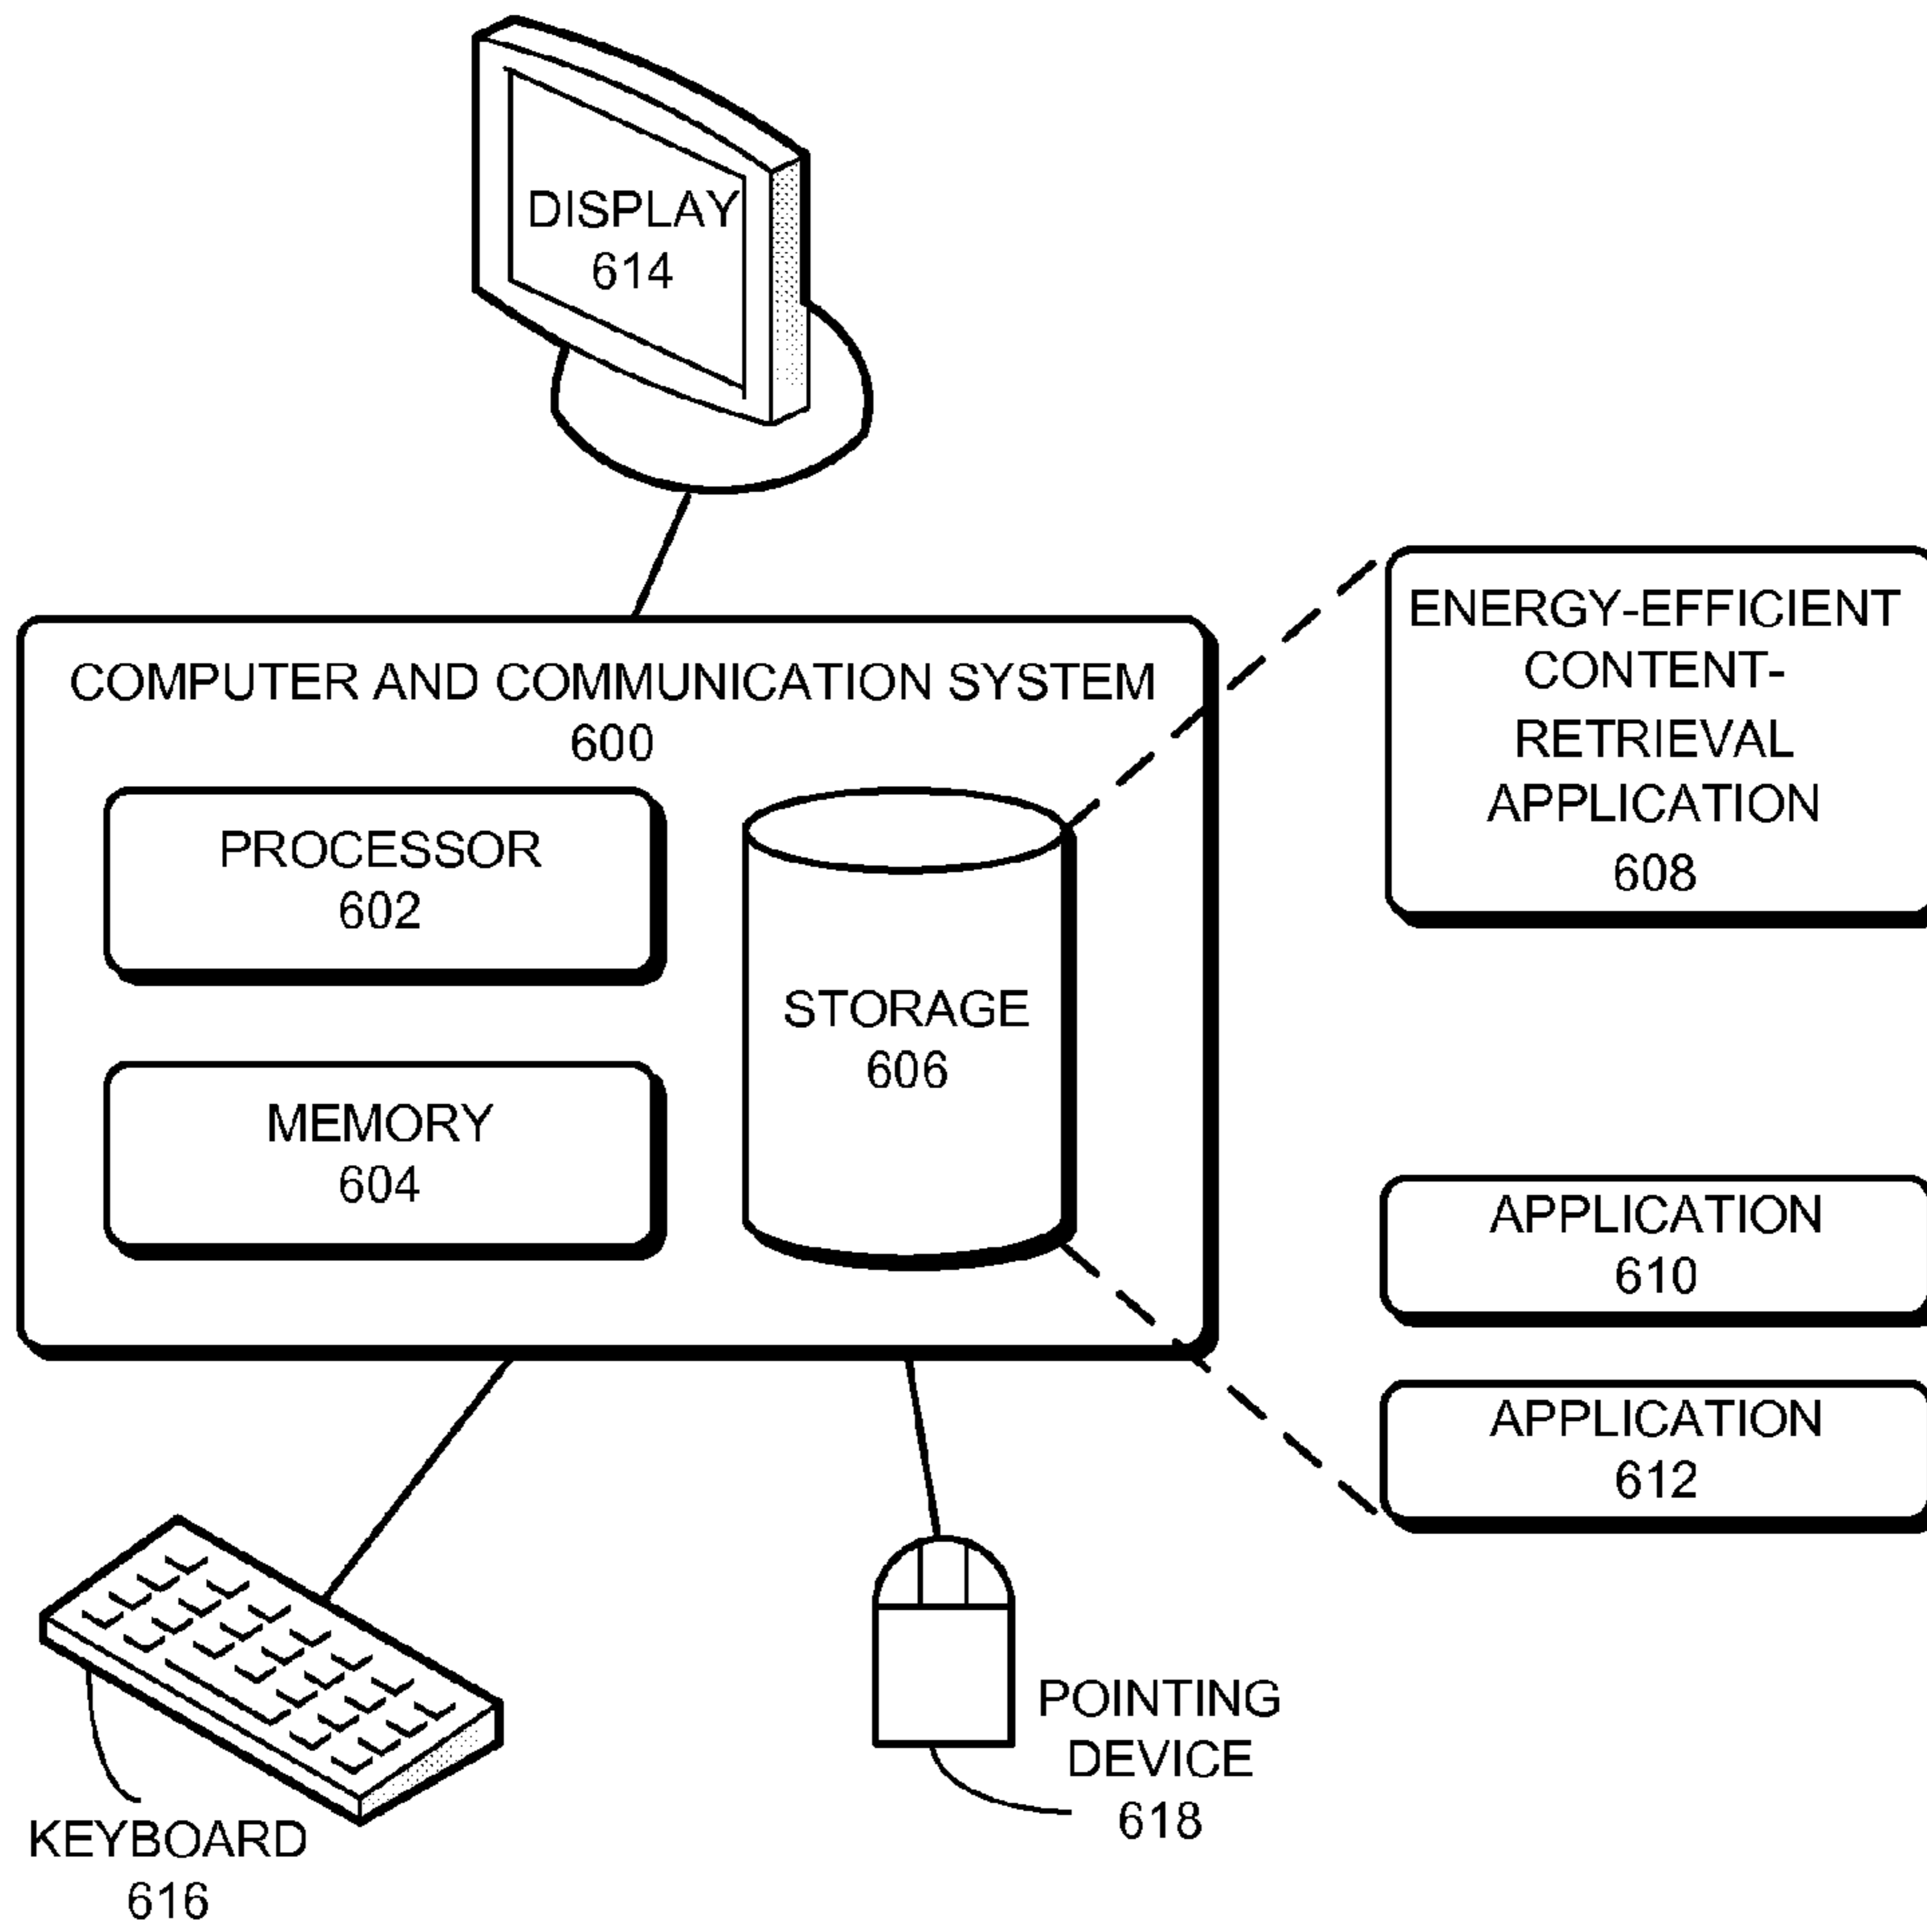 DISPLAY
614
COMPUTER AND COMMUNICATION SYSTEM
600
PROCESSOR
602
MEMORY
604
STORAGE
606
ENERGY-EFFICIENT
CONTENT-
RETRIEVAL
APPLICATION
608
APPLICATION
610
APPLICATION
612
KEYBOARD
616
POINTING
DEVICE
618